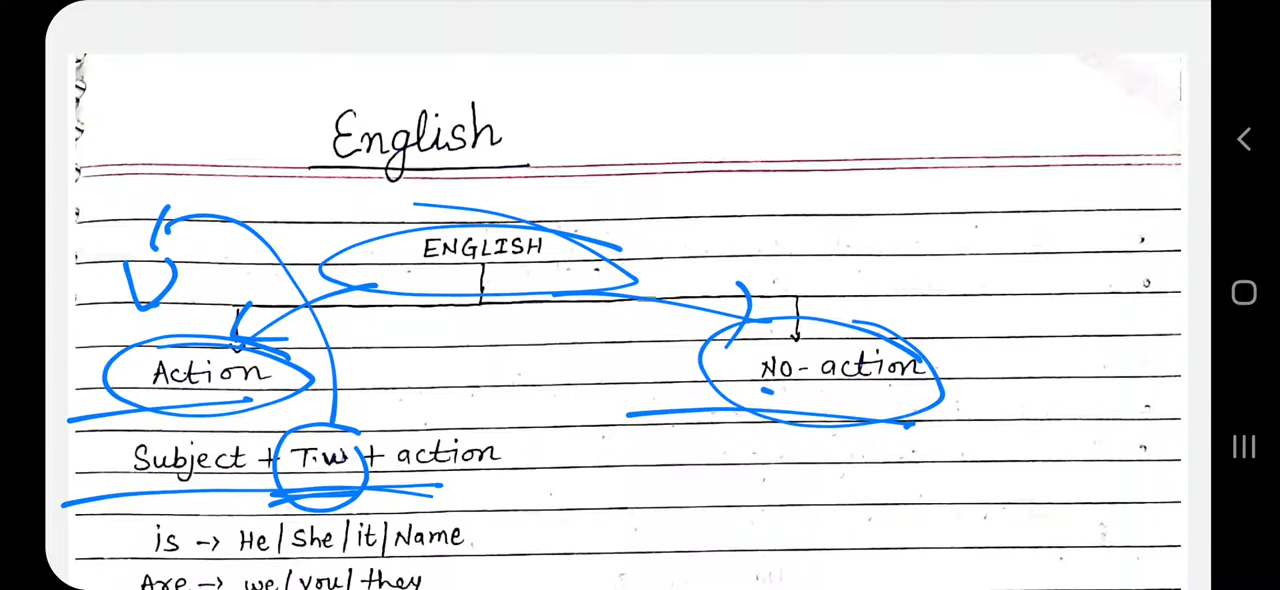 English
ENGLISH
Action
No-action
Subject + T.w + action
is → He/She/it/Name
Are → we/you/they